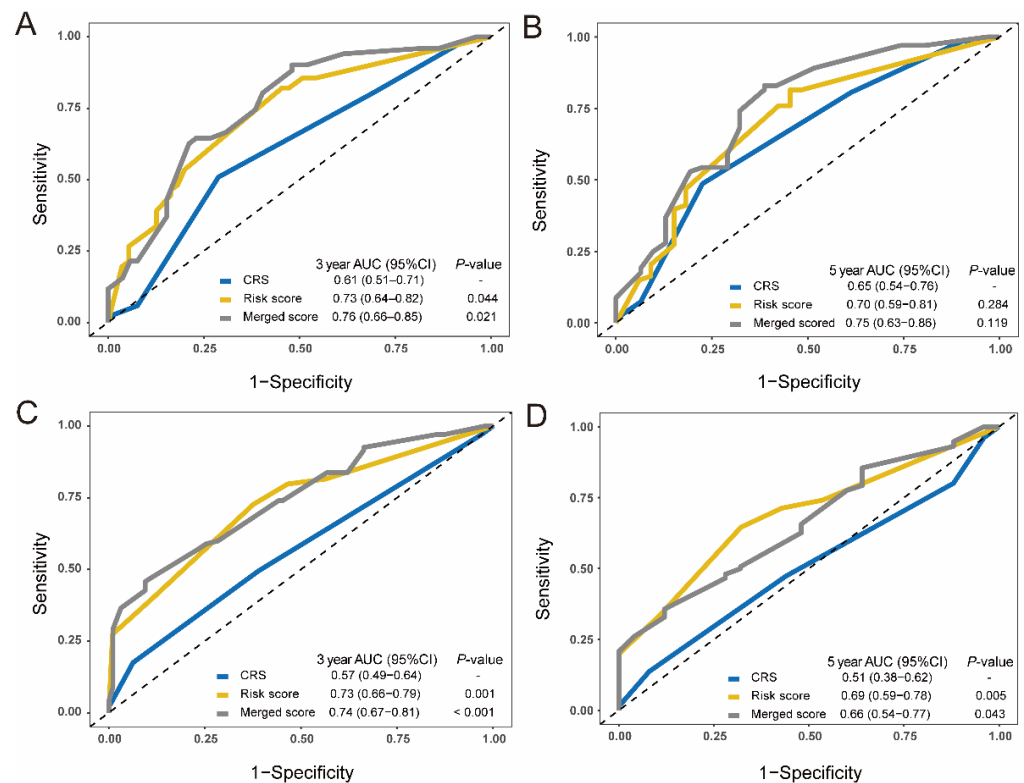 A
1.00
0.75
0.50
0.25
0.00
Sensitivity
3 year AUC (95%CI) P-value
CRS 0.61 (0.51–0.71) -
Risk score 0.73 (0.64–0.82) 0.044
Merged score 0.76 (0.66–0.85) 0.021
0.00 0.25 0.50 0.75 1.00
1−Specificity
B
1.00
0.75
0.50
0.25
0.00
Sensitivity
5 year AUC (95%CI) P-value
CRS 0.65 (0.54–0.76) -
Risk score 0.70 (0.59–0.81) 0.284
Merged scored 0.75 (0.63–0.86) 0.119
0.00 0.25 0.50 0.75 1.00
1−Specificity
C
1.00
0.75
0.50
0.25
0.00
Sensitivity
3 year AUC (95%CI) P-value
CRS 0.57 (0.49–0.64) -
Risk score 0.73 (0.66–0.79) 0.001
Merged score 0.74 (0.67–0.81) < 0.001
0.00 0.25 0.50 0.75 1.00
1−Specificity
D
1.00
0.75
0.50
0.25
0.00
Sensitivity
5 year AUC (95%CI) P-value
CRS 0.51 (0.38–0.62) -
Risk score 0.69 (0.59–0.78) 0.005
Merged score 0.66 (0.54–0.77) 0.043
0.00 0.25 0.50 0.75 1.00
1−Specificity